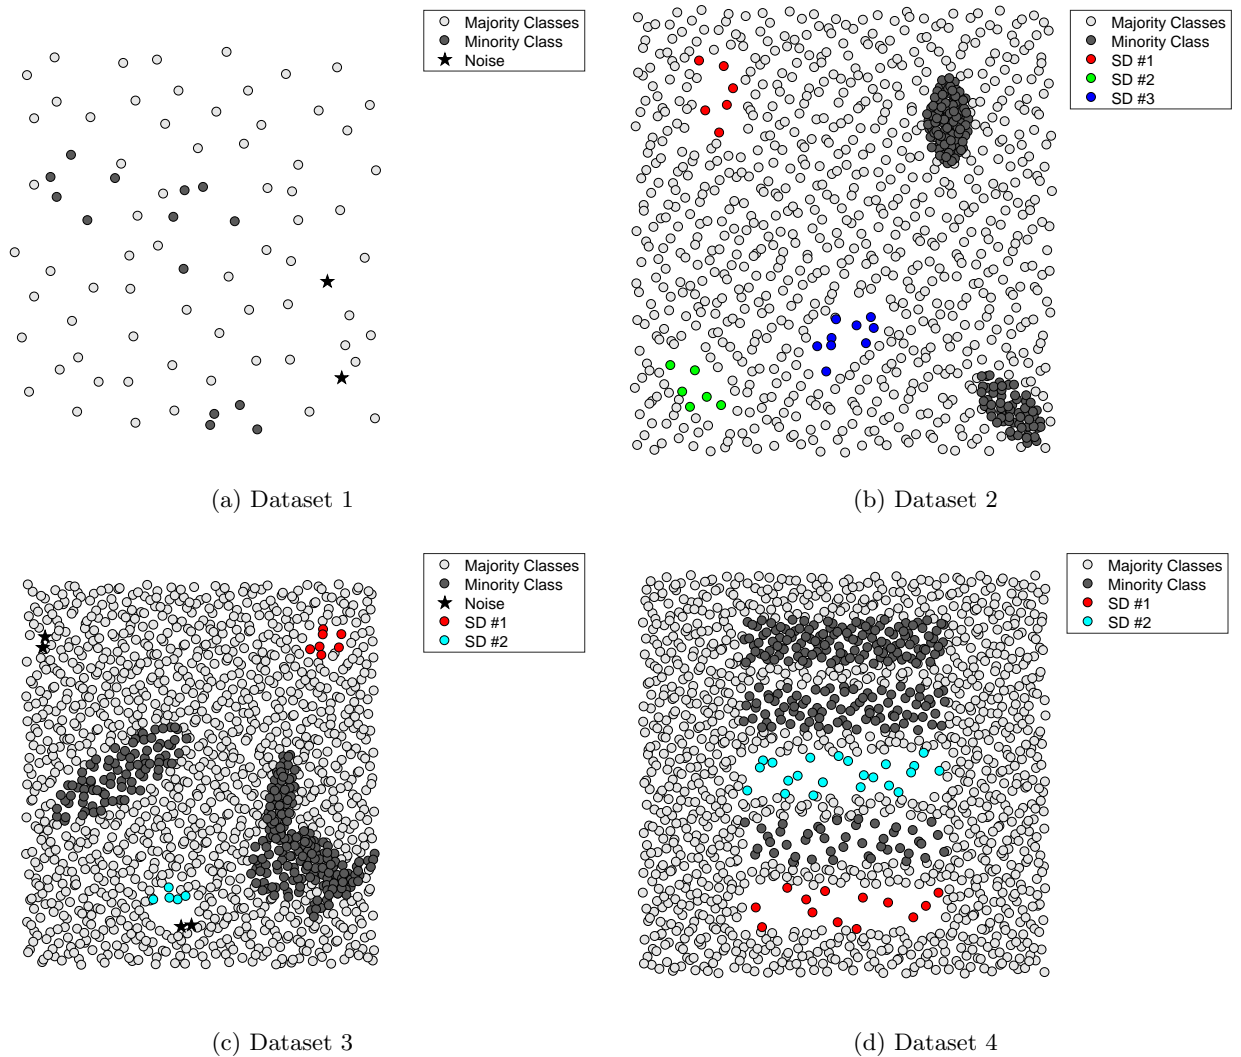 Majority Classes
Minority Class
Noise
(a) Dataset 1
Majority Classes
Minority Class
SD #1
SD #2
SD #3
(b) Dataset 2
Majority Classes
Minority Class
Noise
SD #1
SD #2
(c) Dataset 3
Majority Classes
Minority Class
SD #1
SD #2
(d) Dataset 4